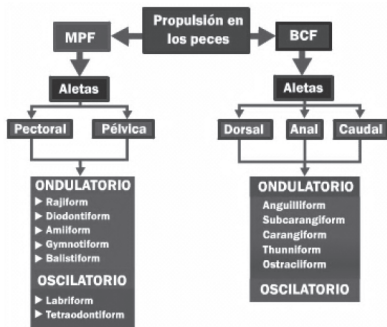 Propulsión en
los peces
MPF
BCF
Aletas
Aletas
Pectoral
Pélvica
Dorsal
Anal
Caudal
ONDULATORIO
Rajiform
Diodontiform
Amiiform
Gymnotiform
Balistiform
OSCILATORIO
Labriform
Tetraodontiform
ONDULATORIO
Anguilliform
Subcarangiform
Carangiform
Thunniform
Ostraciiform
OSCILATORIO